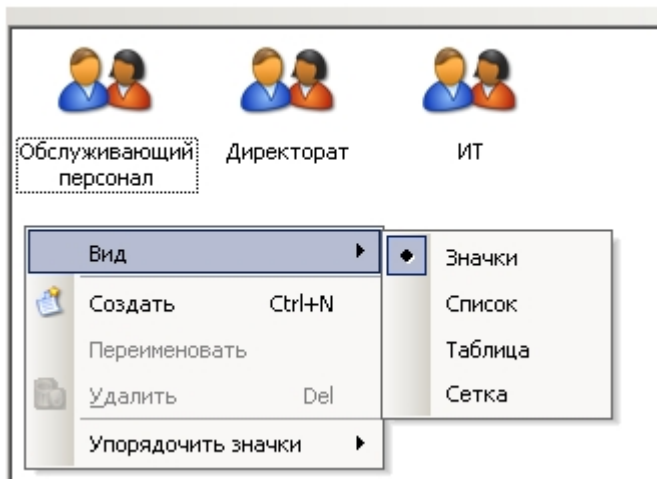 Обслуживающий
персонал
Директорат
ИТ
Вид
Создать Ctrl+N
Переименовать
Удалить Del
Упорядочить значки
Значки
Список
Таблица
Сетка